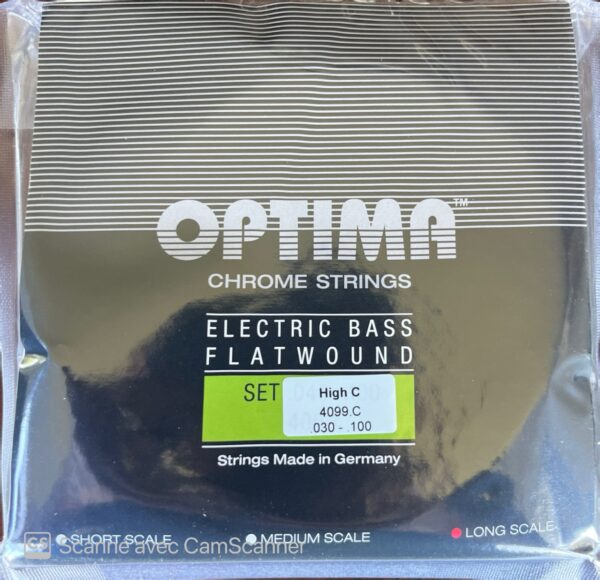 OPTIMA™
CHROME STRINGS
ELECTRIC BASS
FLATWOUND
SET
High C
4099.C
.030 - .100
Strings Made in Germany
SHORT SCALE
MEDIUM SCALE
LONG SCALE
CS Scanné avec CamScanner